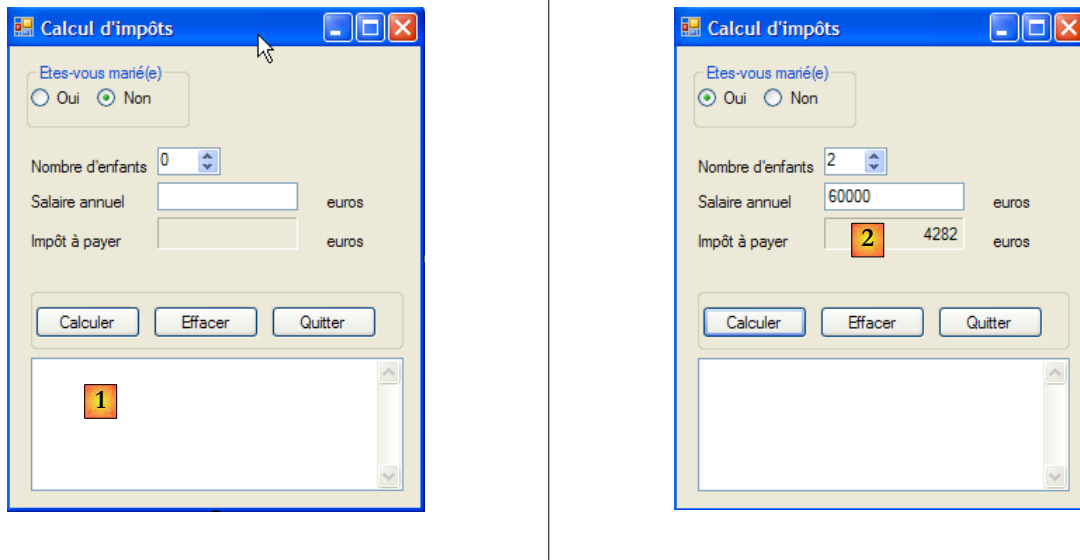 Calcul d'impôts
Etes-vous marié(e)
Oui Non
Nombre d'enfants 0
Salaire annuel euros
Impôt à payer euros
Calculer Effacer Quitter
1
Calcul d'impôts
Etes-vous marié(e)
Oui Non
Nombre d'enfants 2
Salaire annuel 60000 euros
Impôt à payer 2 4282 euros
Calculer Effacer Quitter